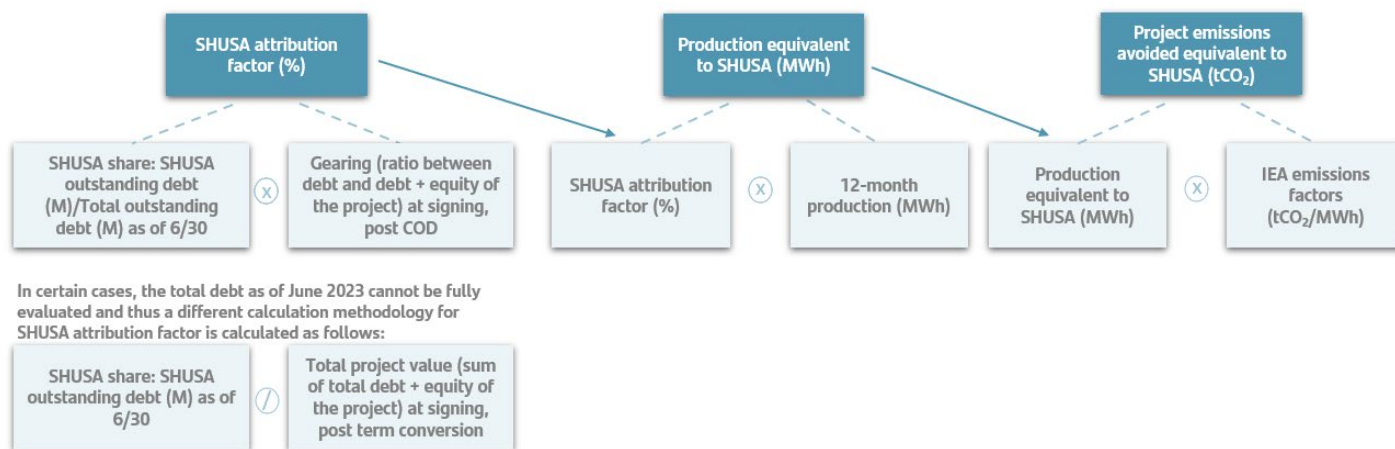 SHUSA attribution
factor (%)
Production equivalent
to SHUSA (MWh)
Project emissions
avoided equivalent to
SHUSA (tCO₂)
SHUSA share: SHUSA
outstanding debt
(M)/Total outstanding
debt (M) as of 6/30
x
Gearing (ratio between
debt and debt + equity of
the project) at signing,
post COD
SHUSA attribution
factor (%)
x
12-month
production (MWh)
Production
equivalent to
SHUSA (MWh)
x
IEA emissions
factors
(tCO₂/MWh)
In certain cases, the total debt as of June 2023 cannot be fully
evaluated and thus a different calculation methodology for
SHUSA attribution factor is calculated as follows:
SHUSA share: SHUSA
outstanding debt (M) as of
6/30
/
Total project value (sum
of total debt + equity of
the project) at signing,
post term conversion